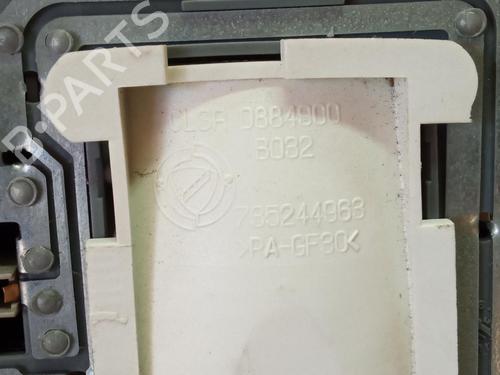 CLSR 0884900
B032
735244963
>PA-GF30<
B-PARTS